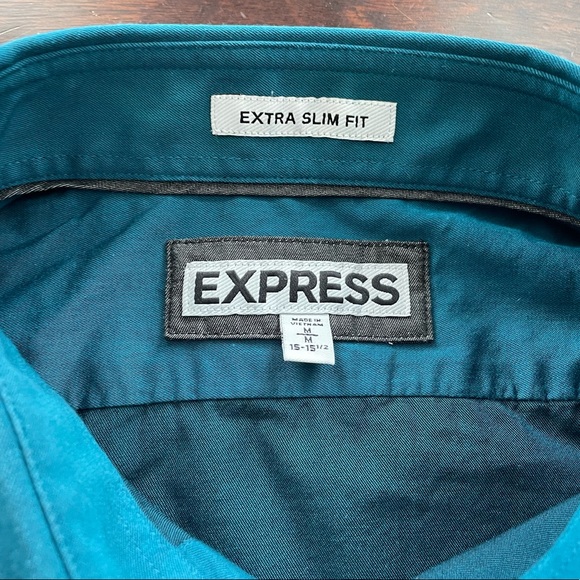 EXTRA SLIM FIT
EXPRESS
MADE IN
VIETNAM
M
M
15-15 1/2